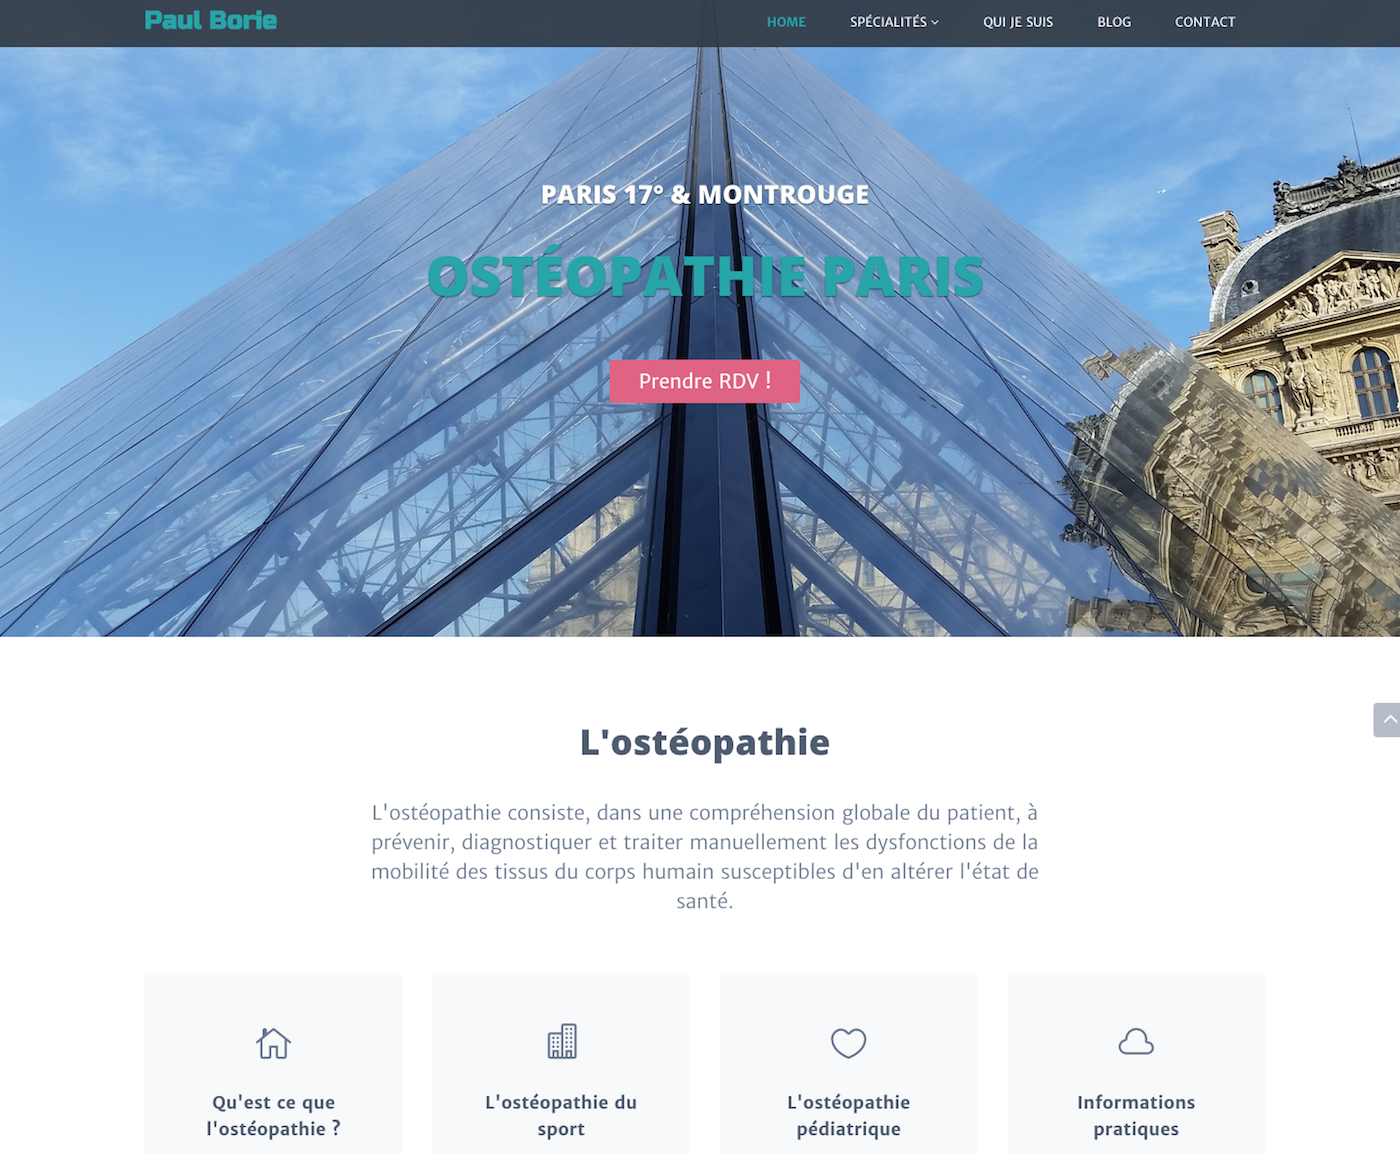 Paul Borie
HOME
SPÉCIALITÉS
QUI JE SUIS
BLOG
CONTACT
PARIS 17° & MONTROUGE
OSTÉOPATHIE PARIS
Prendre RDV !
L'ostéopathie
L'ostéopathie consiste, dans une compréhension globale du patient, à
prévenir, diagnostiquer et traiter manuellement les dysfonctions de la
mobilité des tissus du corps humain susceptibles d'en altérer l'état de
santé.
Qu'est ce que
l'ostéopathie ?
L'ostéopathie du
sport
L'ostéopathie
pédiatrique
Informations
pratiques